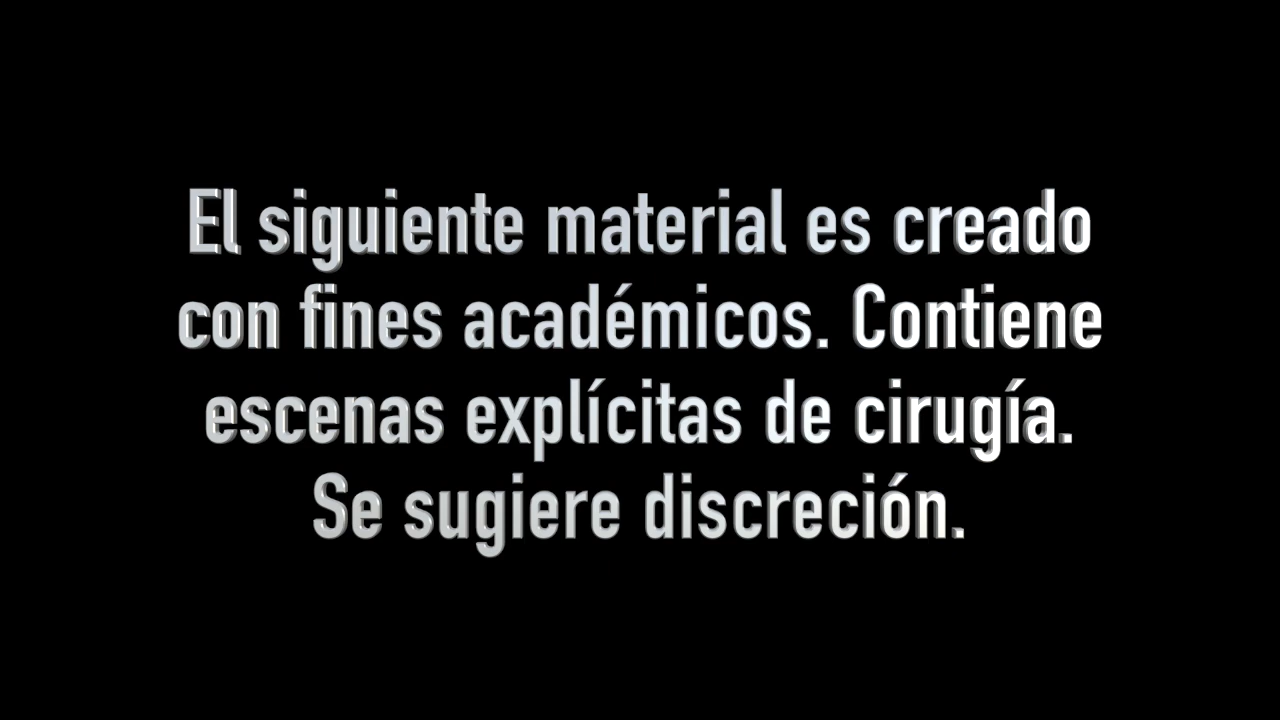 El siguiente material es creado
con fines académicos. Contiene
escenas explícitas de cirugía.
Se sugiere discreción.